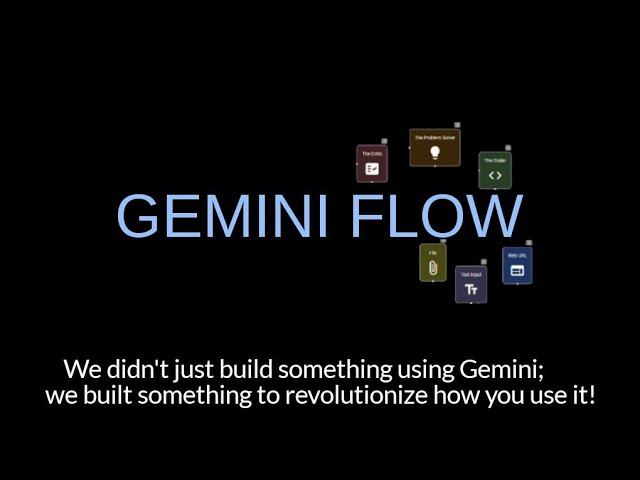 The Problem Solver
The Critic
The Coder
GEMINI FLOW
File
Web URL
Text Input
We didn't just build something using Gemini;
we built something to revolutionize how you use it!